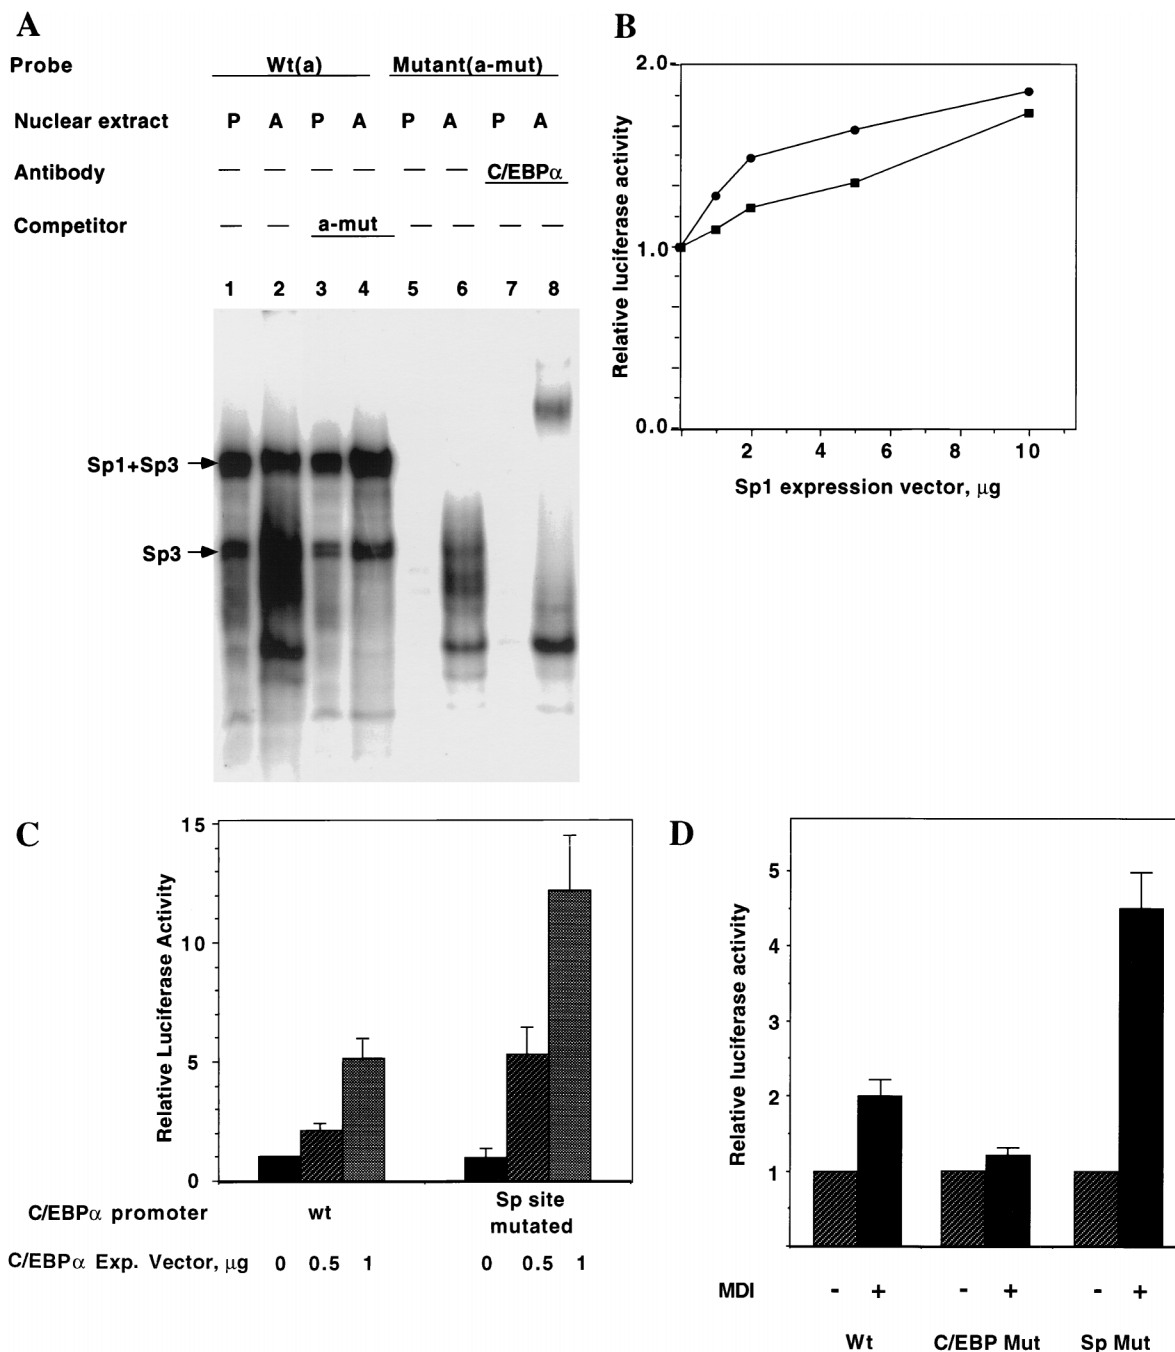 A
Probe Wt(a) Mutant(a-mut)
Nuclear extract P A P A P A P A
Antibody — — — — — — C/EBPα
Competitor — — a-mut — — — —
1 2 3 4 5 6 7 8
Sp1+Sp3
Sp3
B
2.0
1.0
0.0
Relative luciferase activity
2 4 6 8 10
Sp1 expression vector, μg
C
15
10
5
0
Relative Luciferase Activity
C/EBPα promoter wt Sp site mutated
C/EBPα Exp. Vector, μg 0 0.5 1 0 0.5 1
D
5
4
3
2
1
Relative luciferase activity
MDI - + - + - +
Wt C/EBP Mut Sp Mut